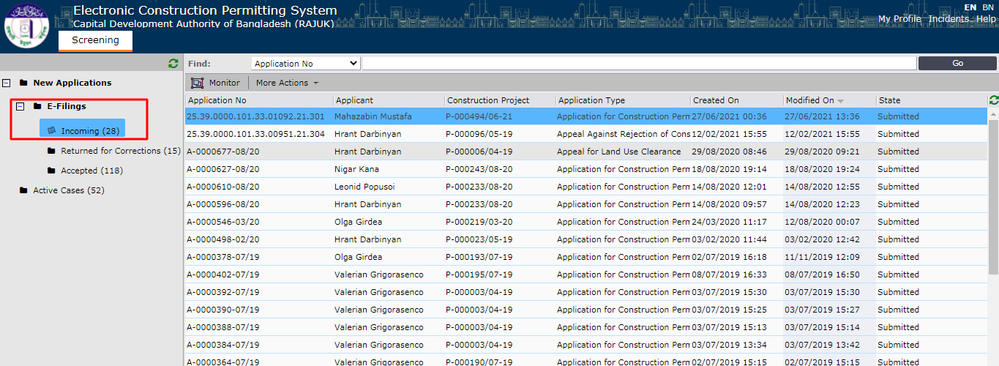 Electronic Construction Permitting System
Capital Development Authority of Bangladesh (RAJUK)
EN BN
My Profile Incidents Help
Screening
Find: Application No Go
New Applications
E-Filings
Incoming (28)
Returned for Corrections (15)
Accepted (118)
Active Cases (52)
Monitor More Actions
Application No Applicant Construction Project Application Type Created On Modified On State
25.39.0000.101.33.01092.21.301 Mahazabin Mustafa P-000494/06-21 Application for Construction Perm 27/06/2021 00:36 27/06/2021 13:36 Submitted
25.39.0000.101.33.00951.21.304 Hrant Darbinyan P-000096/05-19 Appeal Against Rejection of Cons 12/02/2021 15:55 12/02/2021 15:55 Submitted
A-0000677-08/20 Hrant Darbinyan P-000006/04-19 Appeal for Land Use Clearance 29/08/2020 08:46 29/08/2020 09:21 Submitted
A-0000627-08/20 Nigar Kana P-000243/08-20 Application for Construction Perm 18/08/2020 19:14 18/08/2020 19:24 Submitted
A-0000610-08/20 Leonid Popusoi P-000233/08-20 Application for Construction Perm 14/08/2020 12:01 14/08/2020 12:55 Submitted
A-0000596-08/20 Hrant Darbinyan P-000233/08-20 Application for Construction Perm 14/08/2020 09:57 14/08/2020 12:23 Submitted
A-0000546-03/20 Olga Girdea P-000219/03-20 Application for Construction Perm 24/03/2020 11:17 12/08/2020 00:07 Submitted
A-0000498-02/20 Hrant Darbinyan P-000023/05-19 Application for Construction Perm 03/02/2020 11:44 03/02/2020 12:42 Submitted
A-0000378-07/19 Olga Girdea P-000193/07-19 Application for Construction Perm 02/07/2019 16:18 11/11/2019 12:09 Submitted
A-0000402-07/19 Valerian Grigorasenco P-000195/07-19 Application for Construction Perm 08/07/2019 16:33 08/07/2019 16:50 Submitted
A-0000392-07/19 Valerian Grigorasenco P-000003/04-19 Application for Construction Perm 03/07/2019 15:30 03/07/2019 15:30 Submitted
A-0000390-07/19 Valerian Grigorasenco P-000003/04-19 Application for Construction Perm 03/07/2019 15:25 03/07/2019 15:27 Submitted
A-0000388-07/19 Valerian Grigorasenco P-000003/04-19 Application for Construction Perm 03/07/2019 15:13 03/07/2019 15:14 Submitted
A-0000384-07/19 Valerian Grigorasenco P-000003/04-19 Application for Construction Perm 03/07/2019 13:34 03/07/2019 13:42 Submitted
A-0000364-07/19 Valerian Grigorasenco P-000190/07-19 Application for Construction Perm 02/07/2019 15:15 02/07/2019 15:15 Submitted